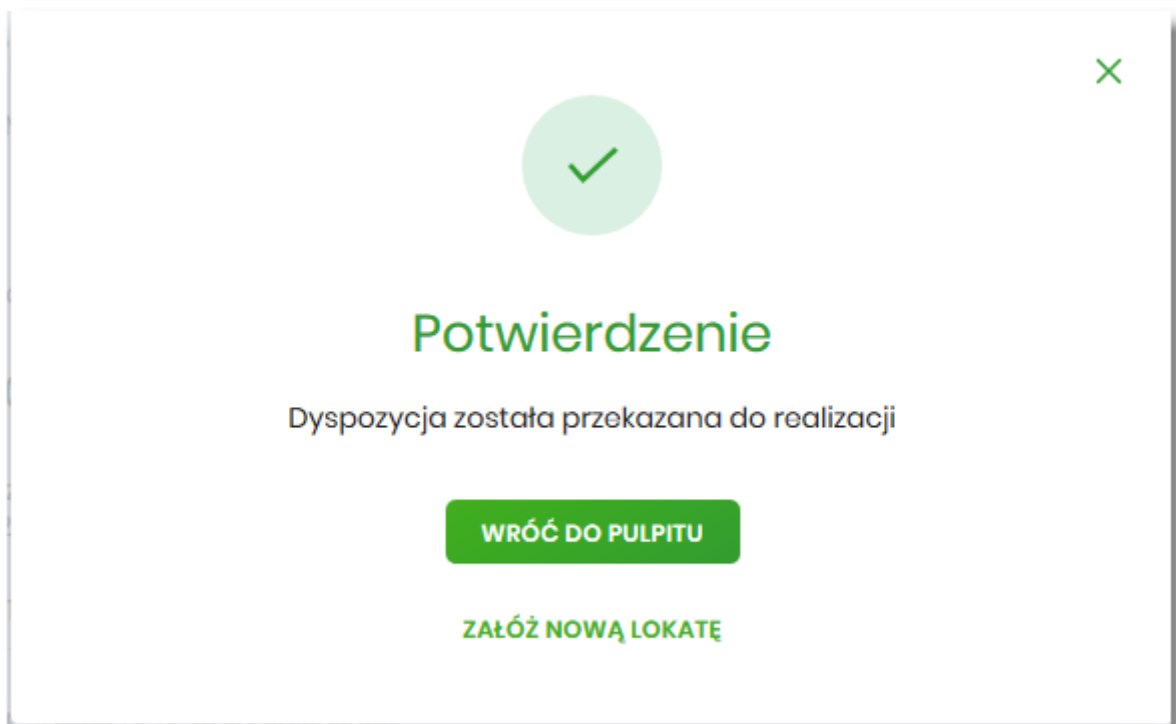 Potwierdzenie
Dyspozycja została przekazana do realizacji
WRÓĆ DO PULPITU
ZAŁÓŻ NOWĄ LOKATĘ